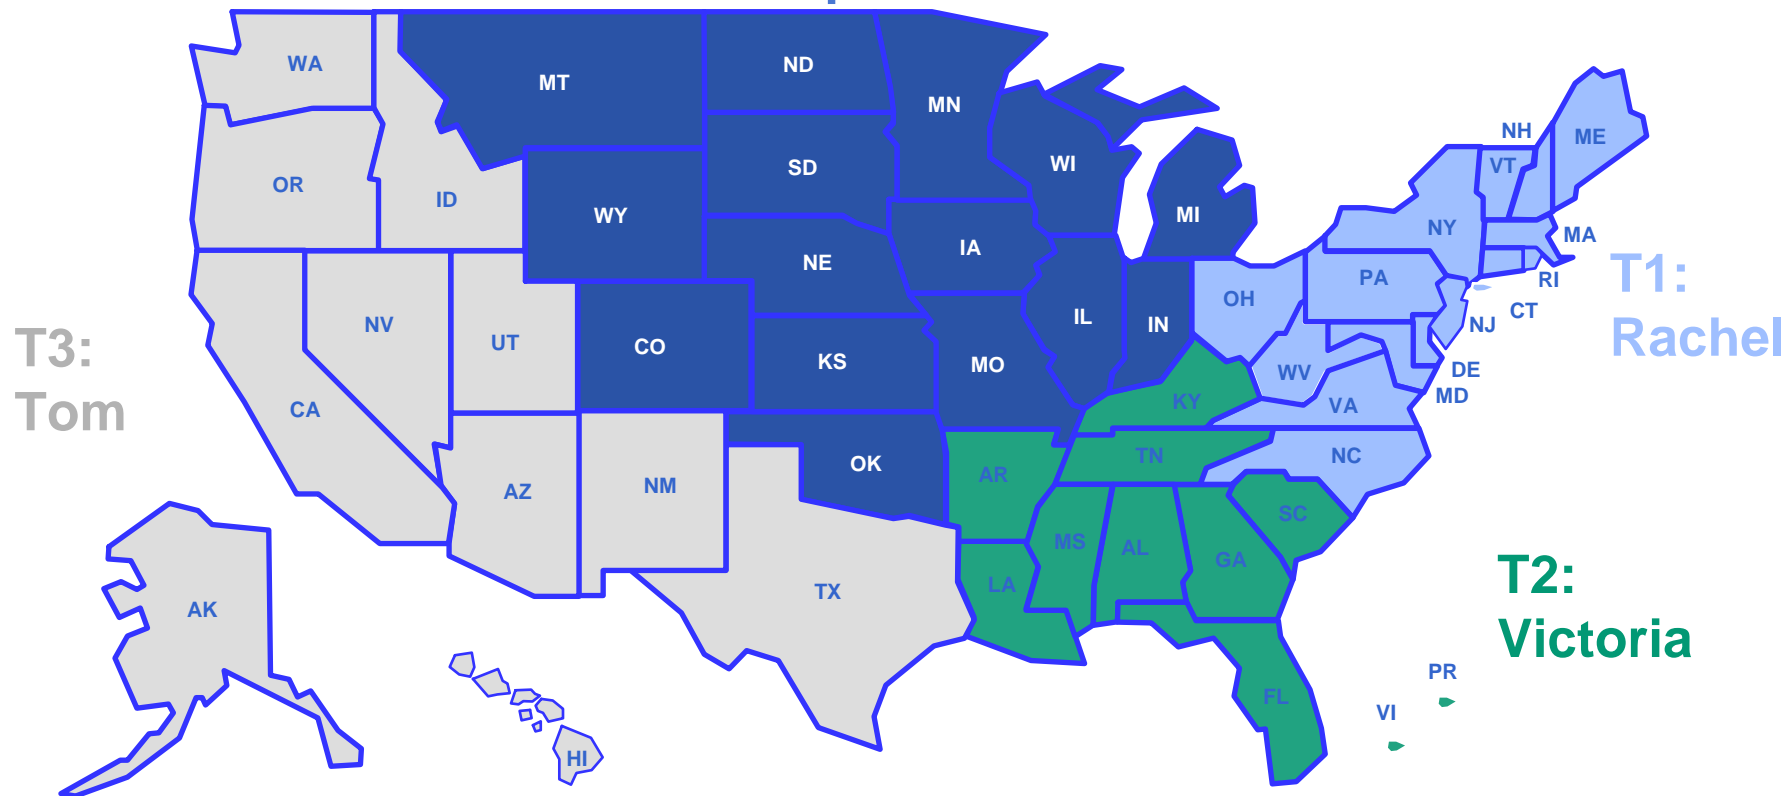 WA
MT
ND
MN
OR
ID
WY
SD
WI
MI
NH
VT
ME
NY
MA
NE
IA
PA
RI
CT
NJ
OH
T1:
Rachel
NV
UT
CO
KS
MO
IL
IN
WV
DE
MD
VA
T3:
Tom
CA
AZ
NM
OK
AR
KY
TN
NC
SC
MS
AL
GA
LA
TX
T2:
Victoria
AK
HI
FL
PR
VI